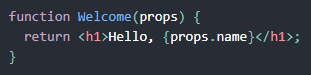 function Welcome(props) {
  return <h1>Hello, {props.name}</h1>;
}